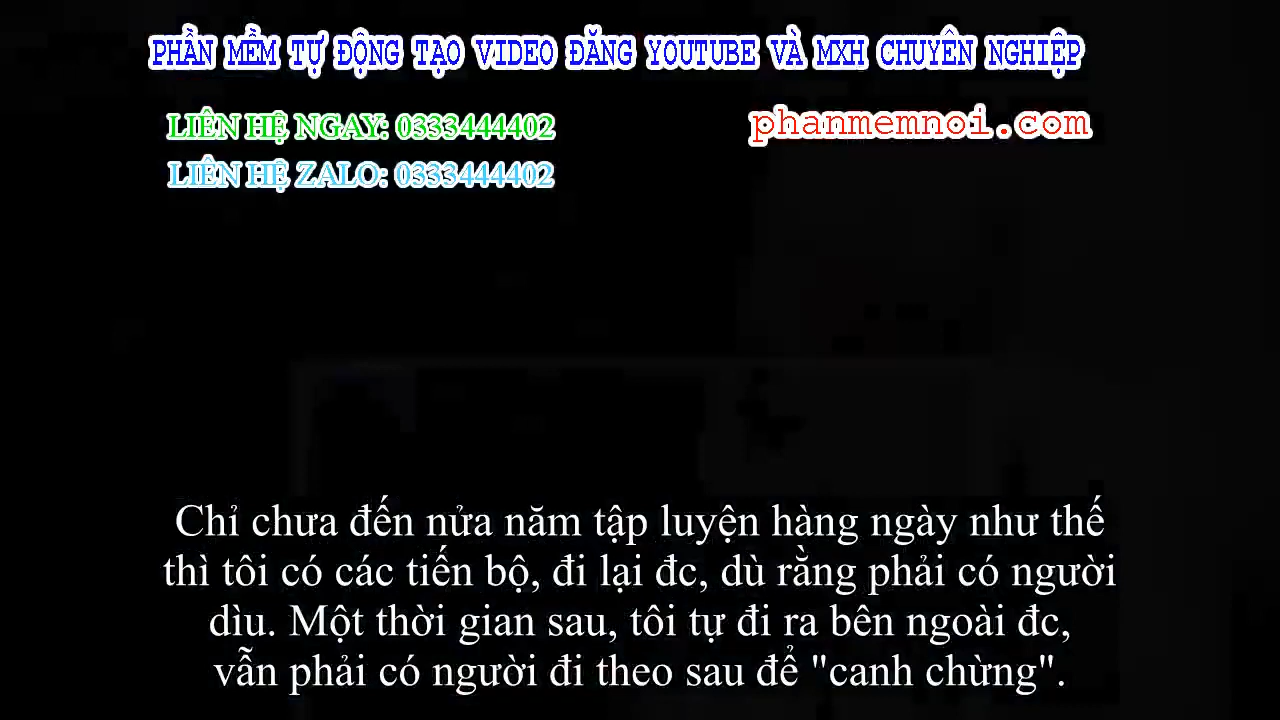 PHẦN MỀM TỰ ĐỘNG TẠO VIDEO ĐĂNG YOUTUBE VÀ MXH CHUYÊN NGHIỆP
LIÊN HỆ NGAY: 0333444402
phanmemnoi.com
LIÊN HỆ ZALO: 0333444402
Chỉ chưa đến nửa năm tập luyện hàng ngày như thế
thì tôi có các tiến bộ, đi lại đc, dù rằng phải có người
dìu. Một thời gian sau, tôi tự đi ra bên ngoài đc,
vẫn phải có người đi theo sau để "canh chừng".